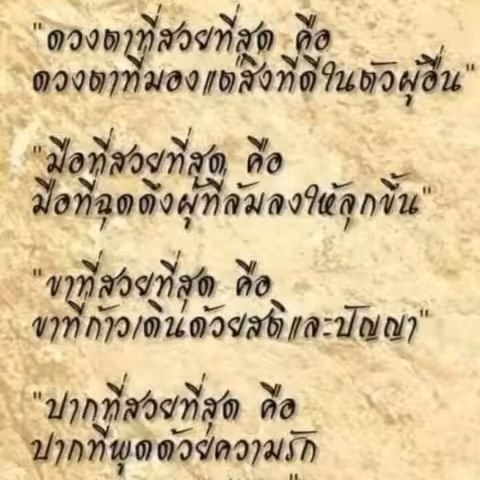 "ดวงตาที่สวยที่สุด คือ
ดวงตาที่มองแต่สิ่งที่ดีในตัวผู้อื่น"
"มือที่สวยที่สุด คือ
มือที่ฉุดดึงผู้ที่ล้มลงให้ลุกขึ้น"
"ขาที่สวยที่สุด คือ
ขาที่ก้าวเดินด้วยสติและปัญญา"
"ปากที่สวยที่สุด คือ
ปากที่พูดด้วยความรัก